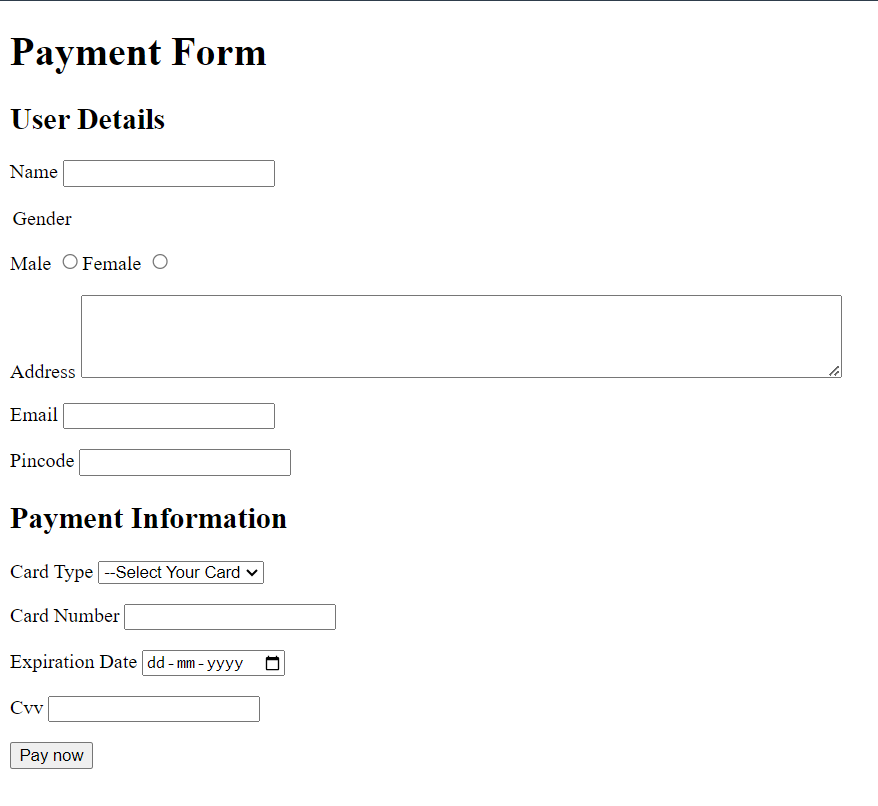 Payment Form
User Details
Name
Gender
Male Female
Address
Email
Pincode
Payment Information
Card Type --Select Your Card
Card Number
Expiration Date dd-mm-yyyy
Cvv
Pay now